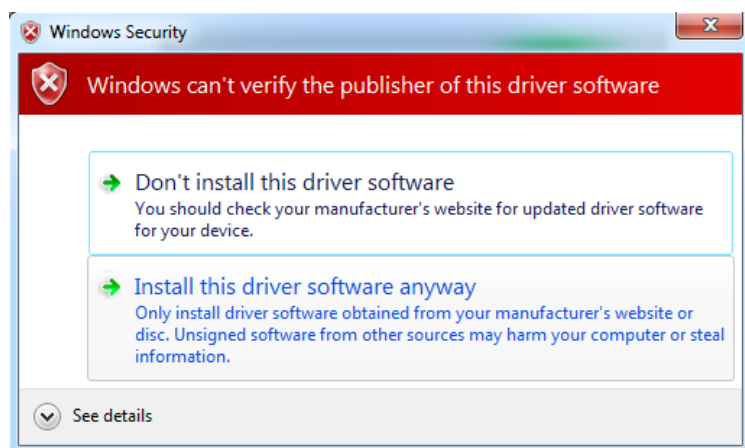 Windows Security
Windows can't verify the publisher of this driver software
Don't install this driver software
You should check your manufacturer's website for updated driver software
for your device.
Install this driver software anyway
Only install driver software obtained from your manufacturer's website or
disc. Unsigned software from other sources may harm your computer or steal
information.
See details